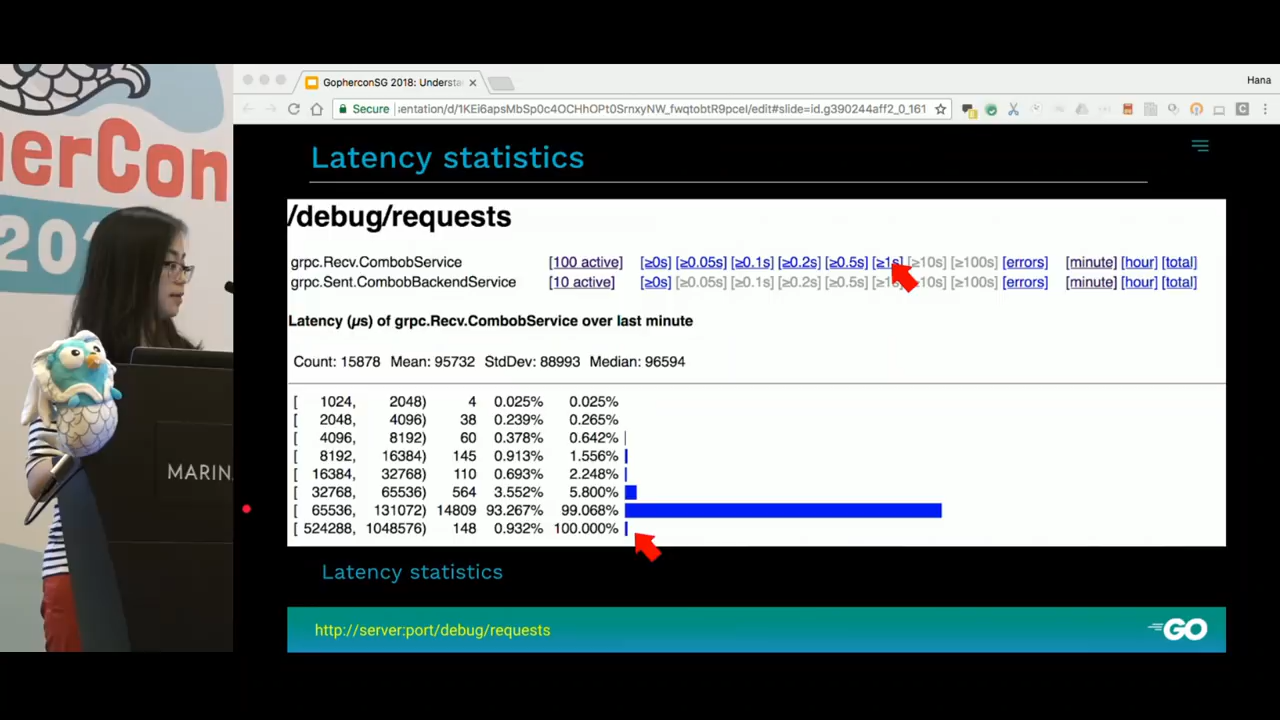 GopherconSG 2018: Understa
Hana
Secure
entation/d/1KEi6apsMbSp0c4OCHhOPt0SrnxyNW_fwqtobtR9pceI/edit#slide=id.g390244aff2_0_161
herCon
20
MARIN
Latency statistics
/debug/requests
grpc.Recv.CombobService [100 active] [≥0s] [≥0.05s] [≥0.1s] [≥0.2s] [≥0.5s] [≥1s] [≥10s] [≥100s] [errors] [minute] [hour] [total]
grpc.Sent.CombobBackendService [10 active] [≥0s] [≥0.05s] [≥0.1s] [≥0.2s] [≥0.5s] [≥1s] [≥10s] [≥100s] [errors] [minute] [hour] [total]
Latency (µs) of grpc.Recv.CombobService over last minute
Count: 15878 Mean: 95732 StdDev: 88993 Median: 96594
[ 1024, 2048) 4 0.025% 0.025%
[ 2048, 4096) 38 0.239% 0.265%
[ 4096, 8192) 60 0.378% 0.642%
[ 8192, 16384) 145 0.913% 1.556%
[ 16384, 32768) 110 0.693% 2.248%
[ 32768, 65536) 564 3.552% 5.800%
[ 65536, 131072) 14809 93.267% 99.068%
[ 524288, 1048576) 148 0.932% 100.000%
Latency statistics
http://server:port/debug/requests
GO